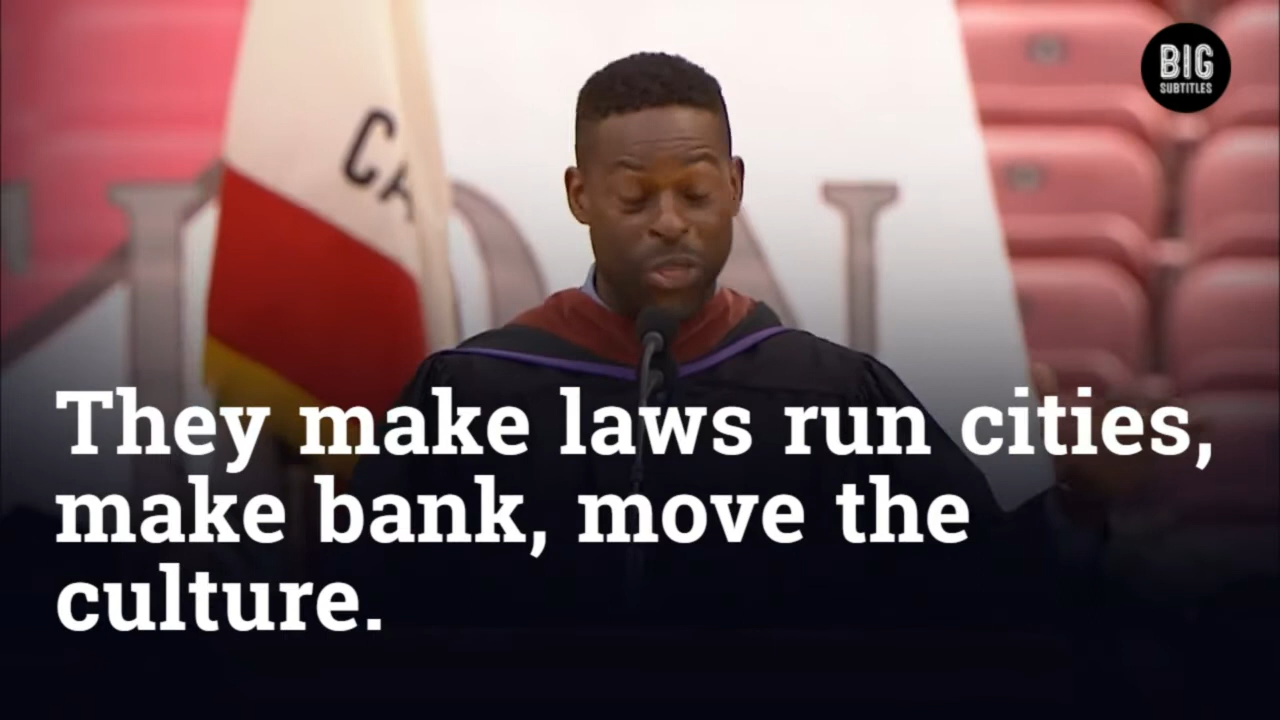 BIG
SUBTITLES
CA
They make laws run cities,
make bank, move the
culture.